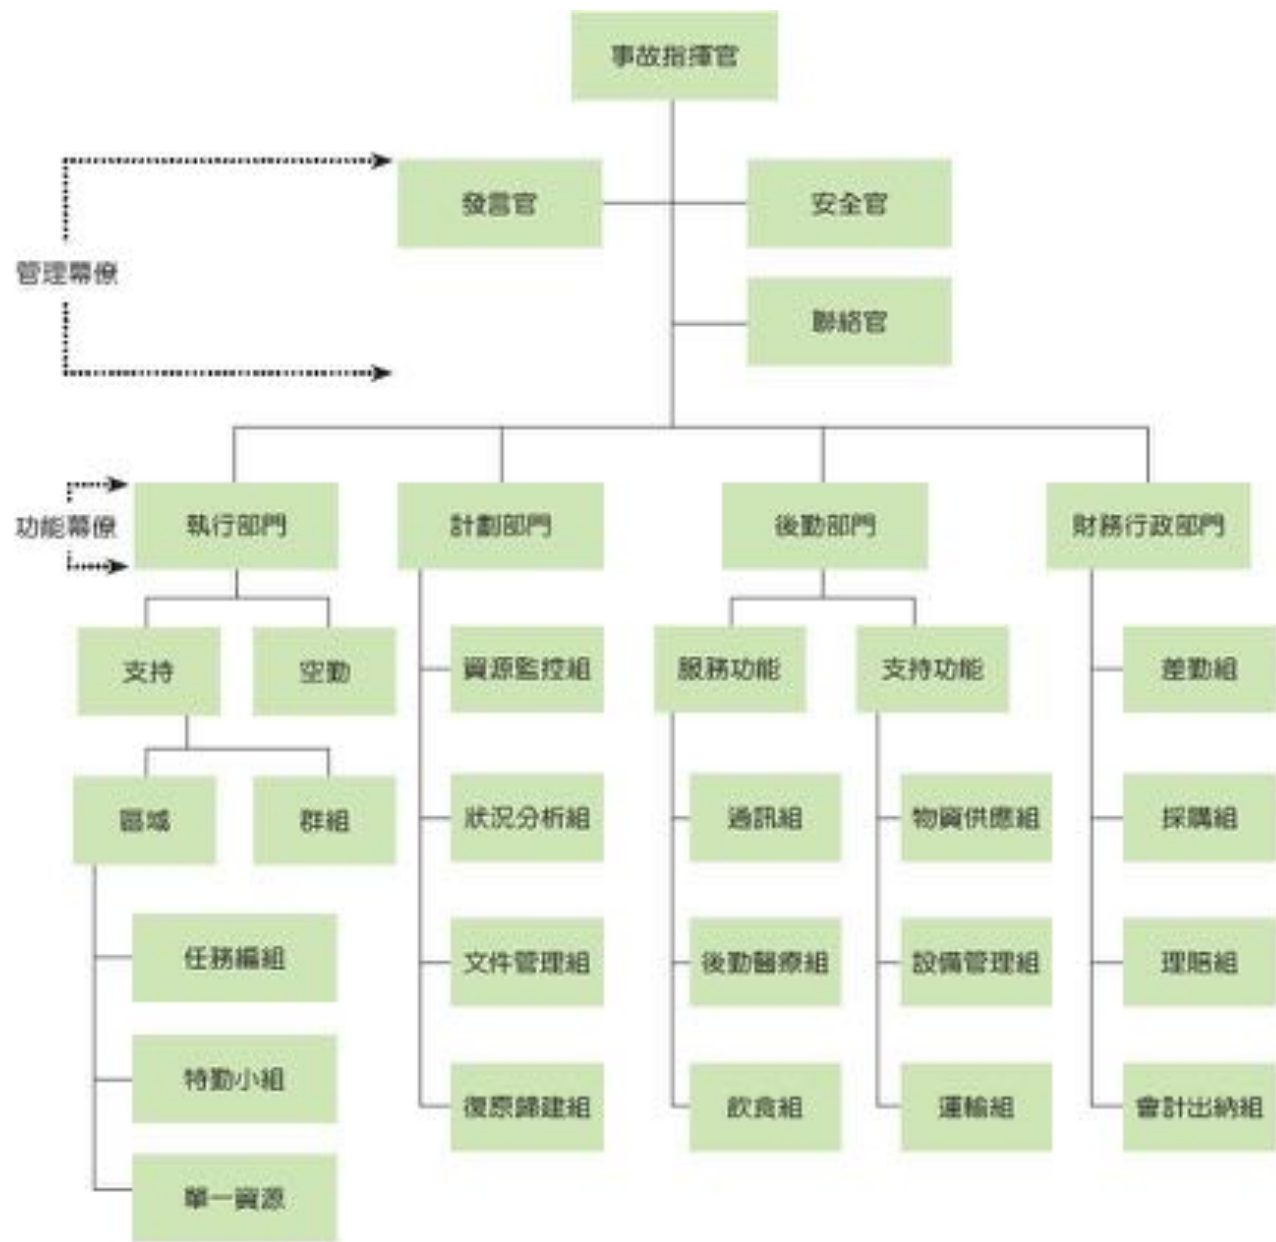 事故指揮官
發言官
安全官
管理幕僚
聯絡官
功能幕僚
執行部門
計劃部門
後勤部門
財務行政部門
支持
空勤
資源監控組
服務功能
支持功能
差勤組
區域
群組
狀況分析組
通訊組
物資供應組
採購組
任務編組
文件管理組
後勤醫療組
設備管理組
理賠組
特勤小組
復原歸建組
飲食組
運輸組
會計出納組
單一資源